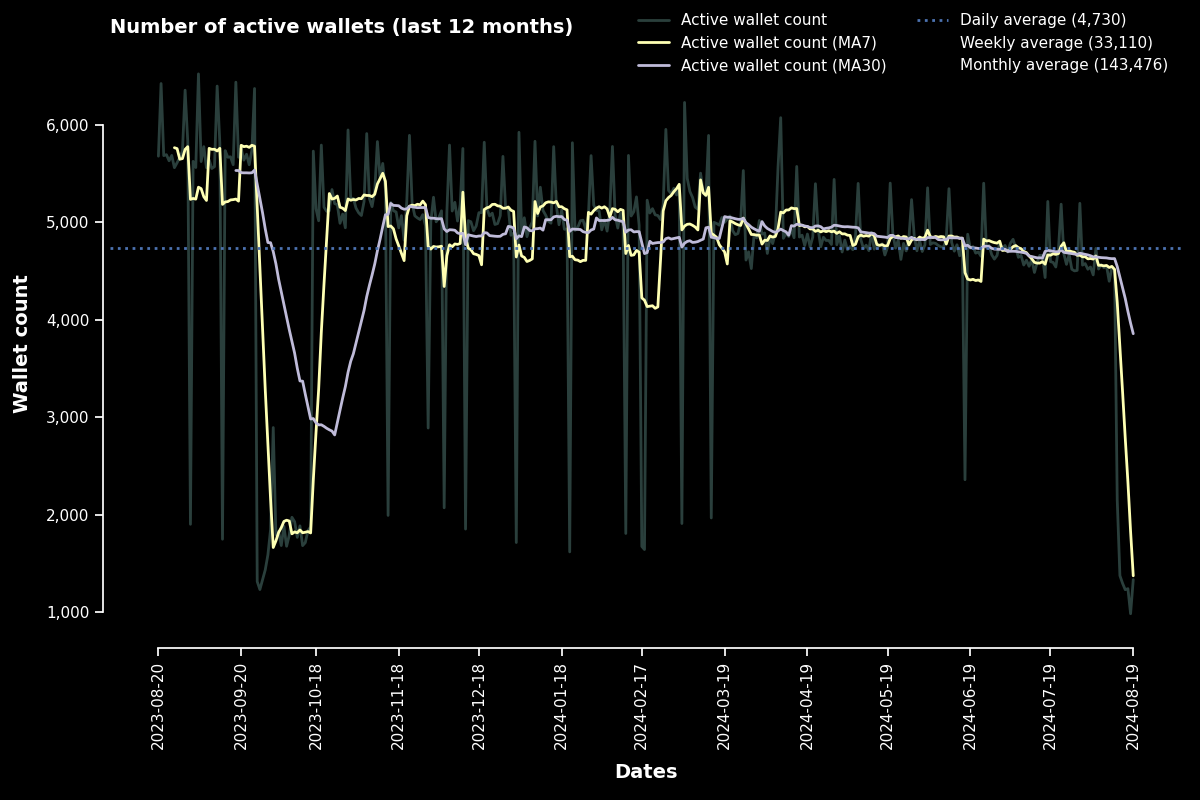 Number of active wallets (last 12 months)
Active wallet count
Active wallet count (MA7)
Active wallet count (MA30)
Daily average (4,730)
Weekly average (33,110)
Monthly average (143,476)
Wallet count
6,000
5,000
4,000
3,000
2,000
1,000
2023-08-20
2023-09-20
2023-10-18
2023-11-18
2023-12-18
2024-01-18
2024-02-17
2024-03-19
2024-04-19
2024-05-19
2024-06-19
2024-07-19
2024-08-19
Dates